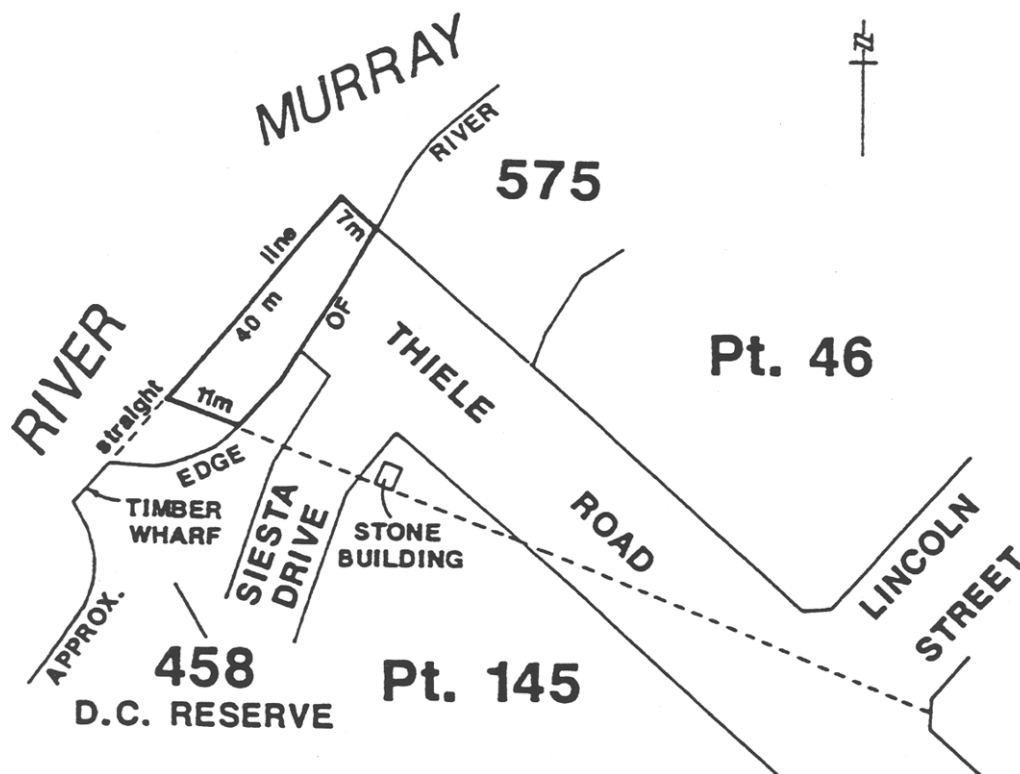 MURRAY
N
RIVER
575
7m
line
40 m
OF
THIELE
Pt. 46
RIVER
straight
11m
EDGE
TIMBER
WHARF
SIESTA
DRIVE
STONE
BUILDING
ROAD
LINCOLN
STREET
APPROX.
458
D.C. RESERVE
Pt. 145